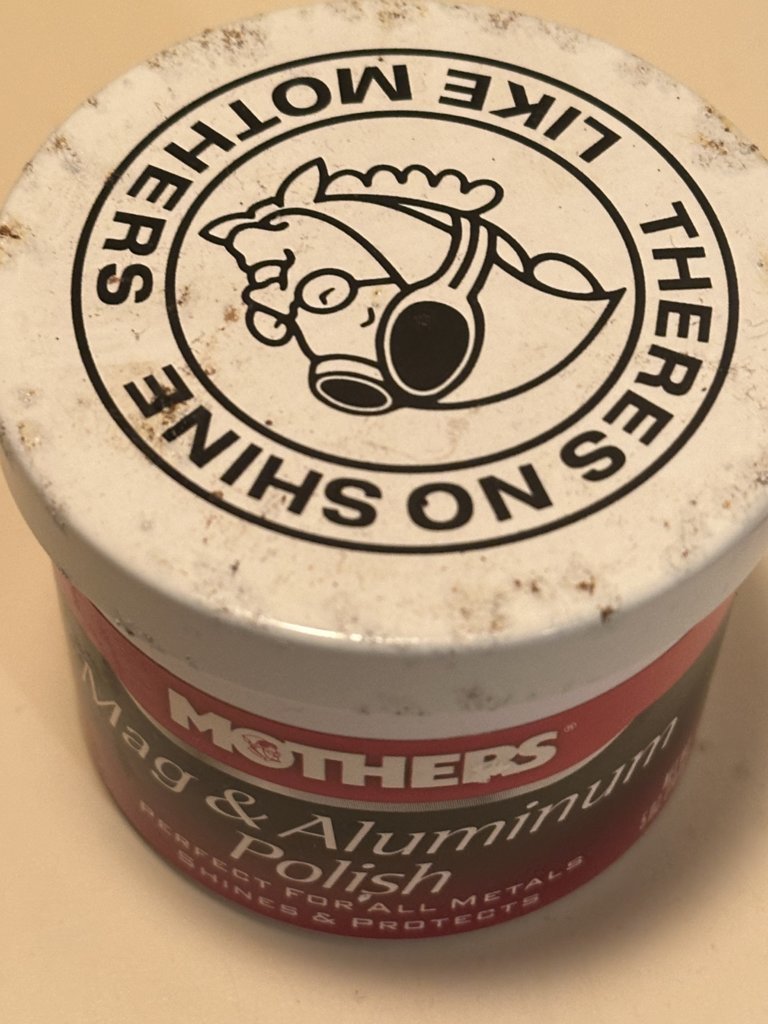 THERES NO SHINE LIKE MOTHERS
MOTHERS®
Mag & Aluminum
Polish
PERFECT FOR ALL METALS
SHINES & PROTECTS